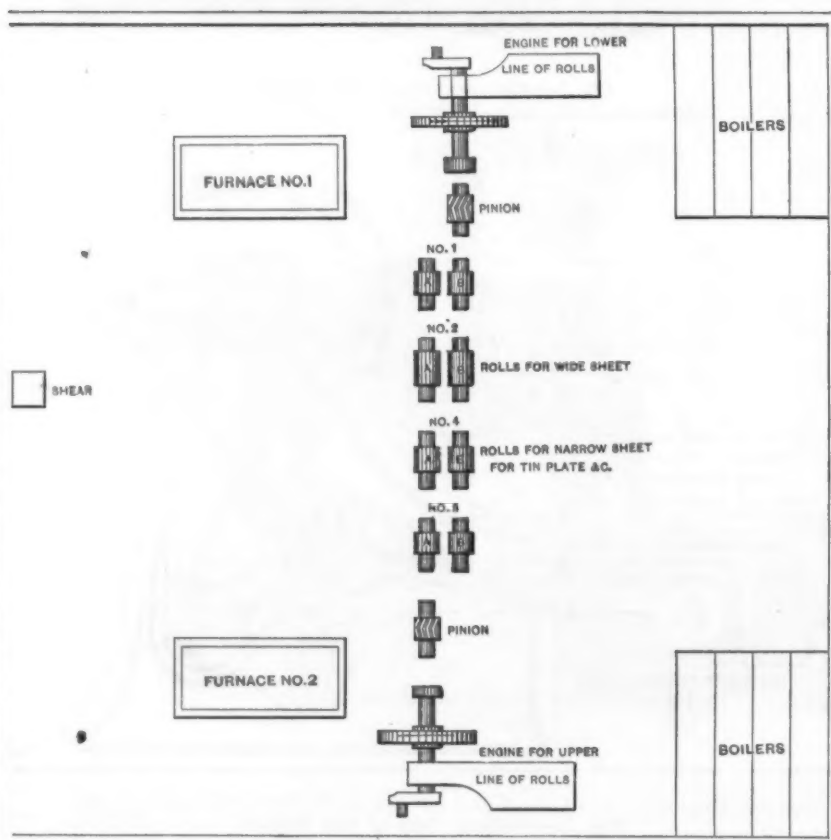 ENGINE FOR LOWER
LINE OF ROLLS
BOILERS
FURNACE NO.1
PINION
NO.1
A B
NO.2
A B ROLLS FOR WIDE SHEET
SHEAR
NO.4
A ROLLS FOR NARROW SHEET
FOR TIN PLATE &C.
A B
PINION
FURNACE NO.2
ENGINE FOR UPPER
LINE OF ROLLS
BOILERS